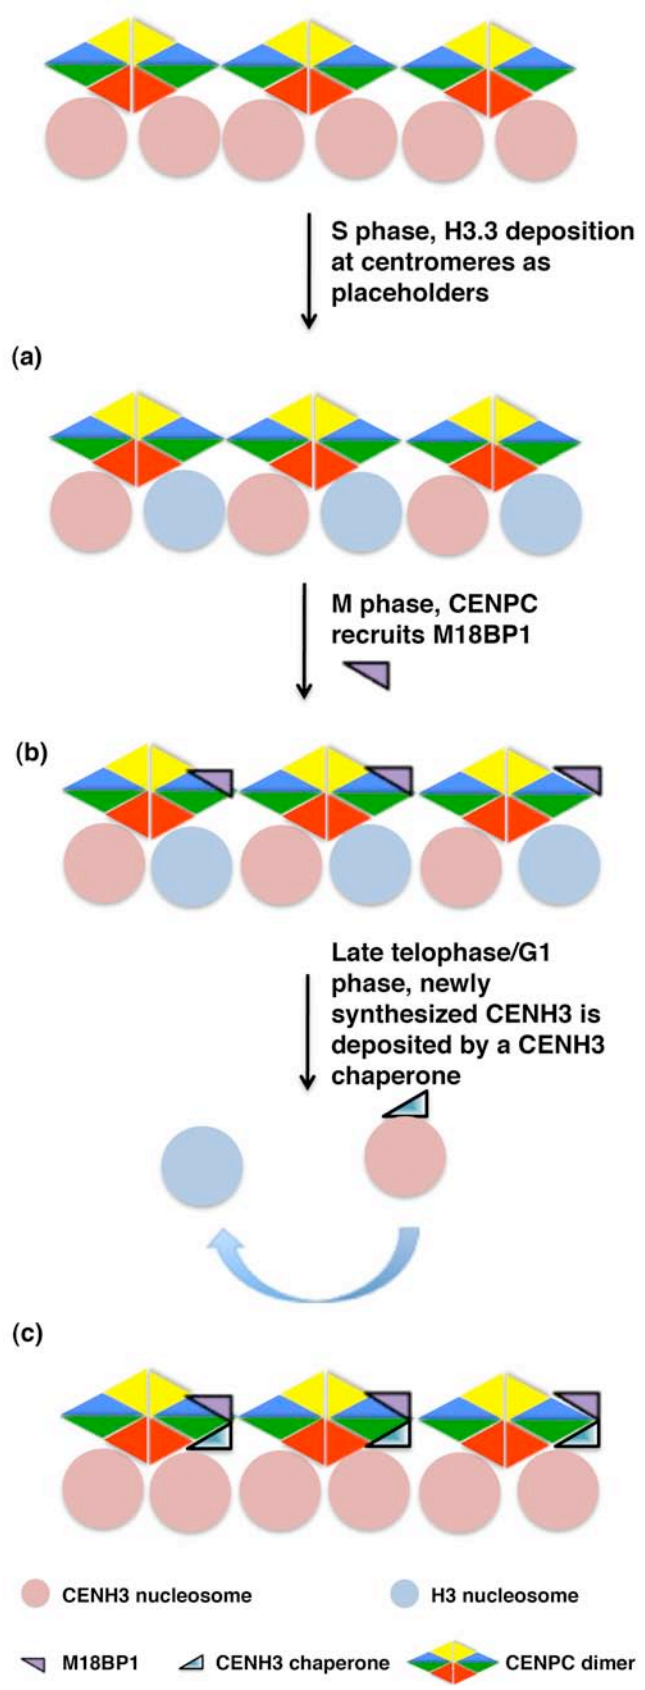 S phase, H3.3 deposition
at centromeres as
placeholders
(a)
M phase, CENPC
recruits M18BP1
(b)
Late telophase/G1
phase, newly
synthesized CENH3 is
deposited by a CENH3
chaperone
(c)
CENH3 nucleosome
H3 nucleosome
M18BP1
CENH3 chaperone
CENPC dimer